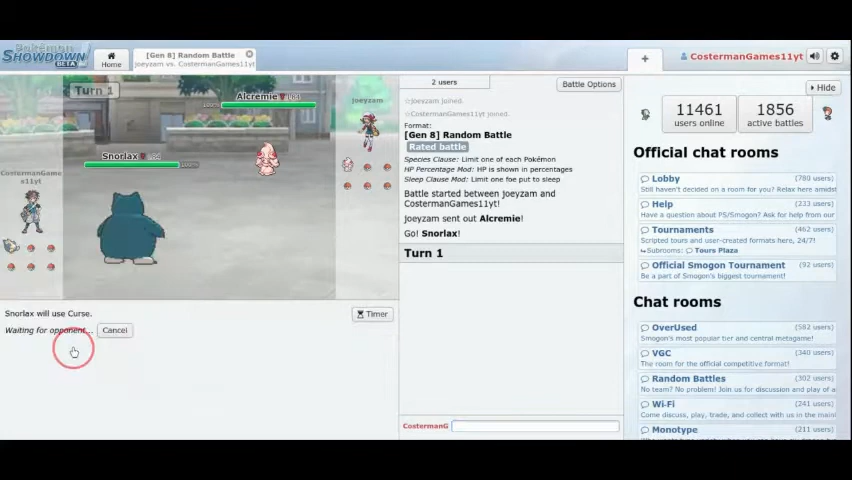 Pokémon
SHOWDOWN
BETA
Home
[Gen 8] Random Battle
joeyzam vs. CostermanGames11yt
+
CostermanGames11yt
Turn 1
Alcremie L84
100%
Snorlax L84
100%
joeyzam
CostermanGame
s11yt
Snorlax will use Curse.
Waiting for opponent...
Cancel
Timer
2 users
Battle Options
joeyzam joined.
CostermanGames11yt joined.
Format:
[Gen 8] Random Battle
Rated battle
Species Clause: Limit one of each Pokémon
HP Percentage Mod: HP is shown in percentages
Sleep Clause Mod: Limit one foe put to sleep
Battle started between joeyzam and
CostermanGames11yt!
joeyzam sent out Alcremie!
Go! Snorlax!
Turn 1
CostermanG
Hide
11461
users online
1856
active battles
Official chat rooms
Lobby
(780 users)
Still haven't decided on a room for you? Relax here amidst
Help
(233 users)
Have a question about PS/Smogon? Ask for help from our
Tournaments
(462 users)
Scripted tours and user-created formats here, 24/7!
Subrooms: Tours Plaza
Official Smogon Tournament
(92 users)
Be a part of Smogon's biggest tournament!
Chat rooms
OverUsed
(582 users)
Smogon's most popular tier and central metagame!
VGC
(340 users)
The room for the official competitive format!
Random Battles
(302 users)
No team? No problem! Join us for discussion and play of a
Wi-Fi
(241 users)
Come discuss, play, trade, and collect with us in the main
Monotype
(211 users)